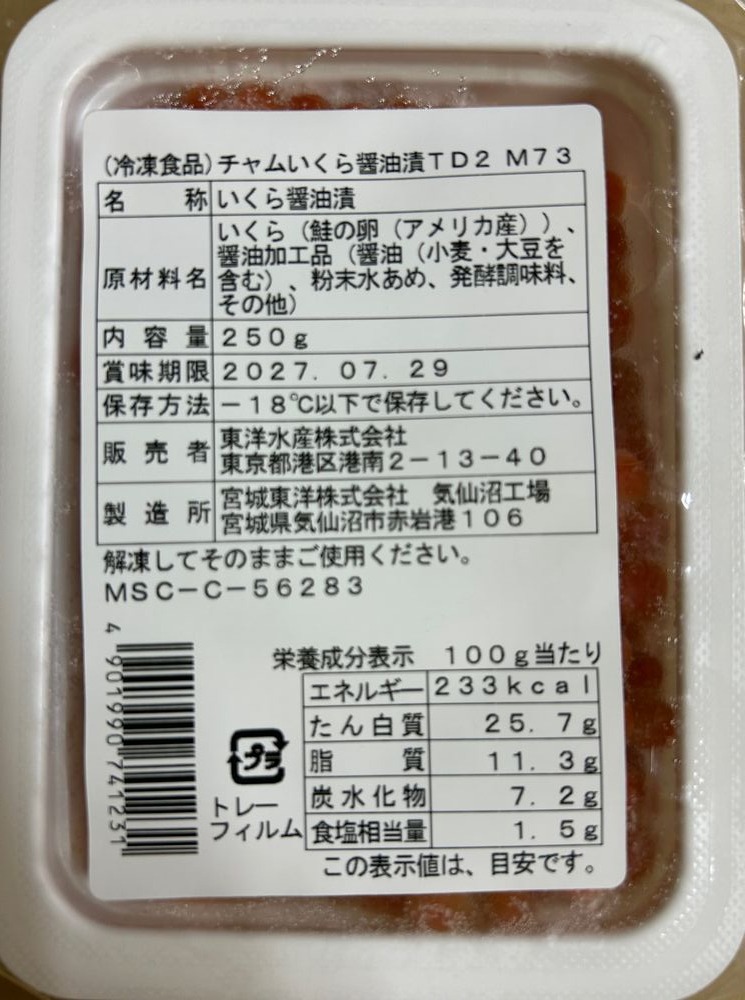 （冷凍食品）チャムいくら醤油漬ＴＤ２ Ｍ７３
名称 いくら醤油漬
原材料名 いくら（鮭の卵（アメリカ産））、
醤油加工品（醤油（小麦・大豆を
含む）、粉末水あめ、発酵調味料、
その他）
内容量 ２５０ｇ
賞味期限 ２０２７．０７．２９
保存方法 －１８℃以下で保存してください。
販売者 東洋水産株式会社
東京都港区港南２－１３－４０
製造所 宮城東洋株式会社 気仙沼工場
宮城県気仙沼市赤岩港１０６
解凍してそのままご使用ください。
ＭＳＣ－Ｃ－５６２８３
4 901990 741231
プラ
トレー
フィルム
栄養成分表示 １００ｇ当たり
エネルギー ２３３ｋｃａｌ
たん白質 ２５．７ｇ
脂質 １１．３ｇ
炭水化物 ７．２ｇ
食塩相当量 １．５ｇ
この表示値は、目安です。